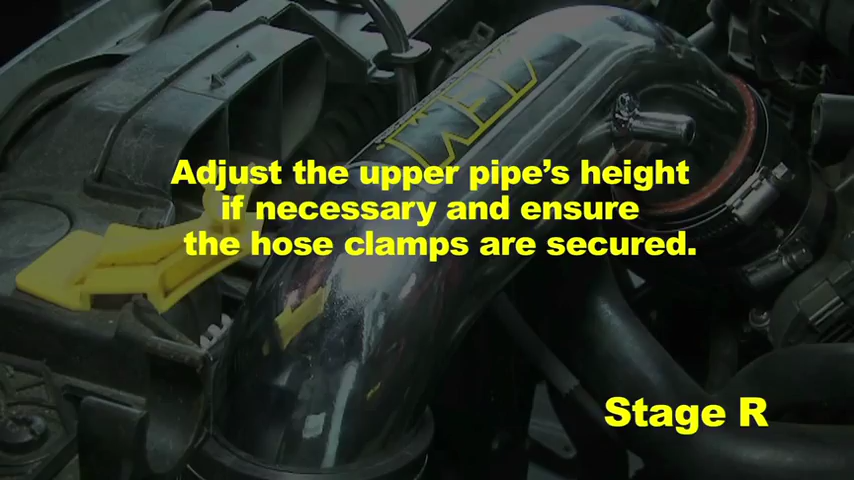 Adjust the upper pipe’s height
if necessary and ensure
the hose clamps are secured.
Stage R